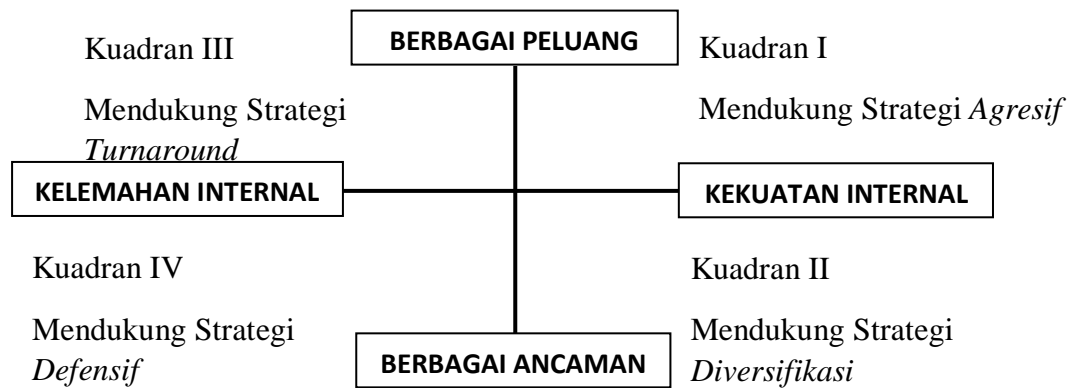 Kuadran III
BERBAGAI PELUANG
Kuadran I
Mendukung Strategi
Turnaround
Mendukung Strategi Agresif
KELEMAHAN INTERNAL
KEKUATAN INTERNAL
Kuadran IV
Kuadran II
Mendukung Strategi
Defensif
BERBAGAI ANCAMAN
Mendukung Strategi
Diversifikasi